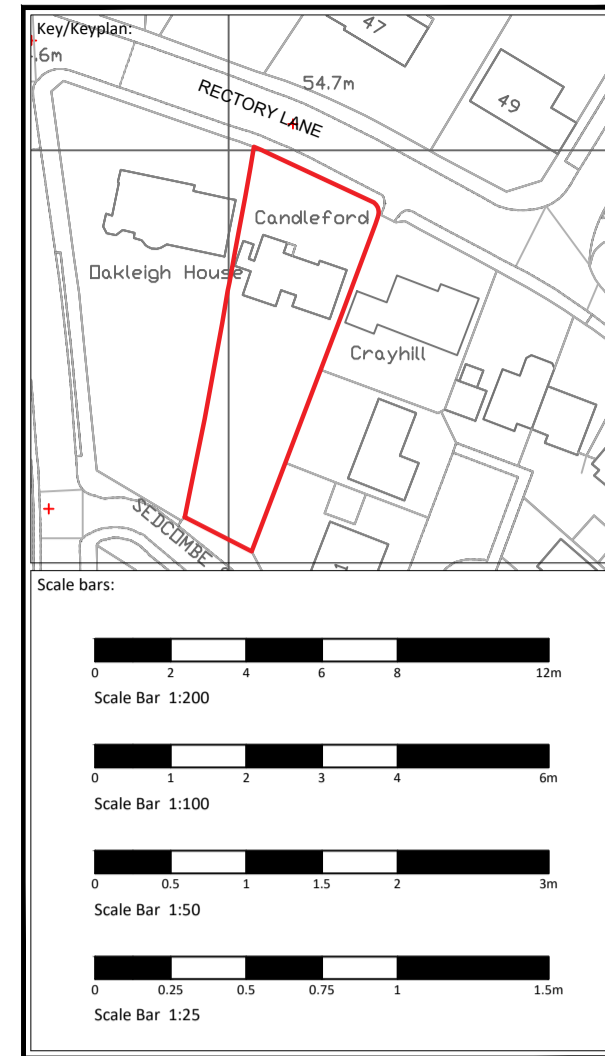 Key/Keyplan:
47
.6m
54.7m
49
RECTORY LANE
Candleford
Oakleigh House
Crayhill
SEDCOMBE
1
Scale bars:
0 2 4 6 8 12m
Scale Bar 1:200
0 1 2 3 4 6m
Scale Bar 1:100
0 0.5 1 1.5 2 3m
Scale Bar 1:50
0 0.25 0.5 0.75 1 1.5m
Scale Bar 1:25